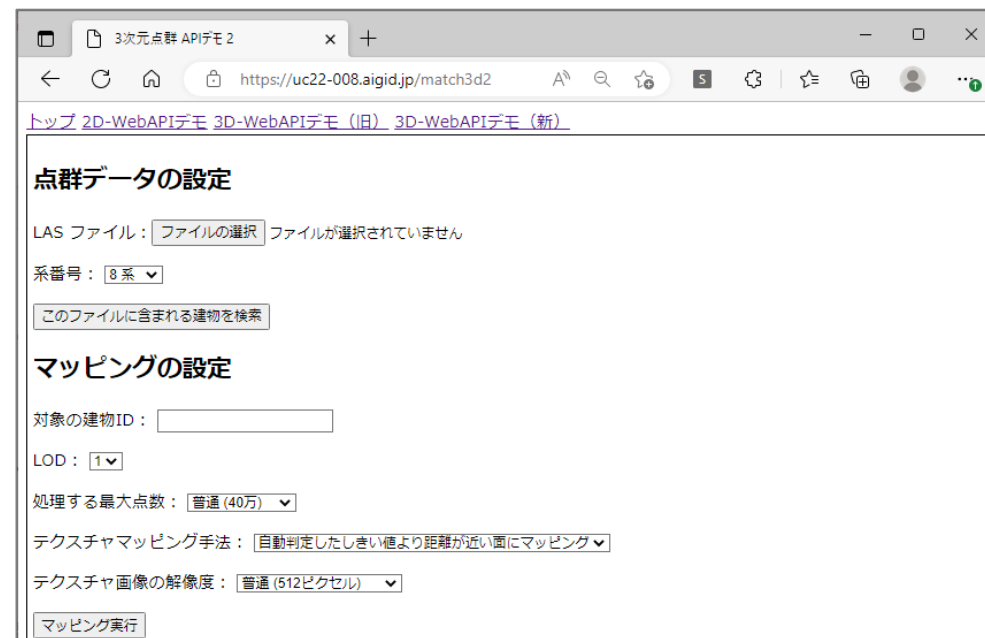 3次元点群 APIデモ 2
https://uc22-008.aigid.jp/match3d2
トップ 2D-WebAPIデモ 3D-WebAPIデモ（旧） 3D-WebAPIデモ（新）
点群データの設定
LAS ファイル： ファイルの選択 ファイルが選択されていません
系番号： 8 系
このファイルに含まれる建物を検索
マッピングの設定
対象の建物ID：
LOD： 1
処理する最大点数： 普通 (40万)
テクスチャマッピング手法： 自動判定したしきい値より距離が近い面にマッピング
テクスチャ画像の解像度： 普通 (512ピクセル)
マッピング実行